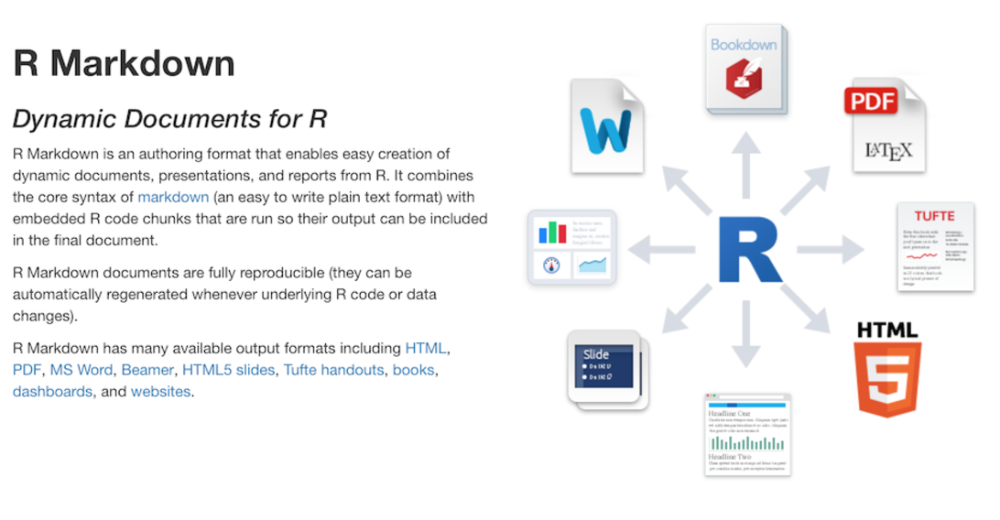 R Markdown
Dynamic Documents for R
R Markdown is an authoring format that enables easy creation of
dynamic documents, presentations, and reports from R. It combines
the core syntax of markdown (an easy to write plain text format) with
embedded R code chunks that are run so their output can be included
in the final document.
R Markdown documents are fully reproducible (they can be
automatically regenerated whenever underlying R code or data
changes).
R Markdown has many available output formats including HTML,
PDF, MS Word, Beamer, HTML5 slides, Tufte handouts, books,
dashboards, and websites.
Bookdown
W
PDF
LATEX
TUFTE
R
HTML
5
Slide
Headline One
Headline Two